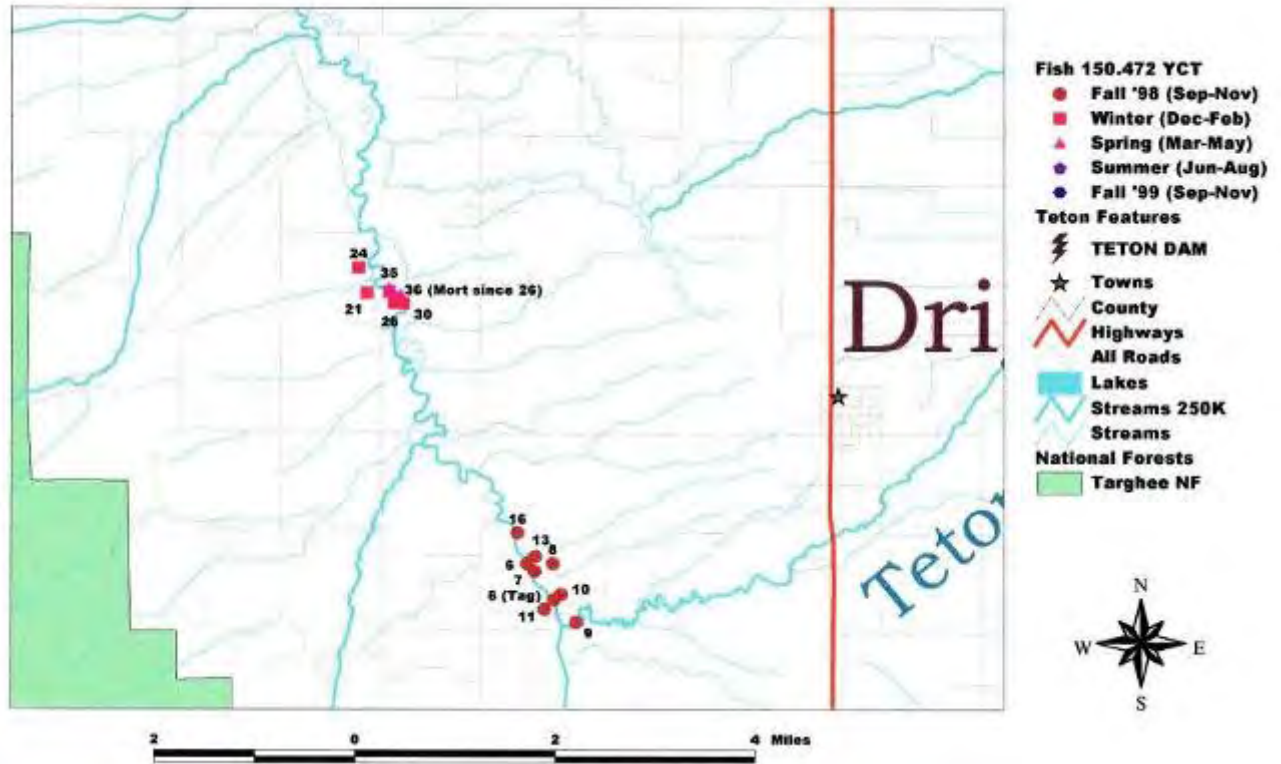 24
35
36 (Mort since 26)
21
26
30
Dri
16
13
8
6
7
6 (Tag)
10
11
9
Teton
Fish 150.472 YCT
Fall '98 (Sep-Nov)
Winter (Dec-Feb)
Spring (Mar-May)
Summer (Jun-Aug)
Fall '99 (Sep-Nov)
Teton Features
TETON DAM
Towns
County
Highways
All Roads
Lakes
Streams 250K
Streams
National Forests
Targhee NF
N
W E
S
2 0 2 4 Miles